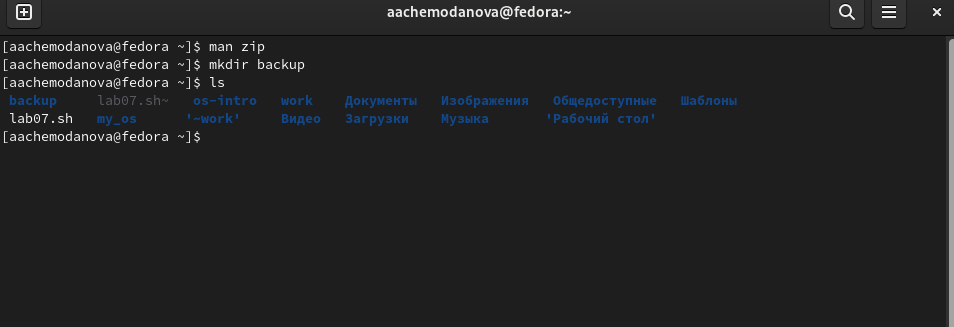 aachemodanova@fedora:~
[aachemodanova@fedora ~]$ man zip
[aachemodanova@fedora ~]$ mkdir backup
[aachemodanova@fedora ~]$ ls
backup lab07.sh~ os-intro work Документы Изображения Общедоступные Шаблоны
lab07.sh my_os '~work' Видео Загрузки Музыка 'Рабочий стол'
[aachemodanova@fedora ~]$